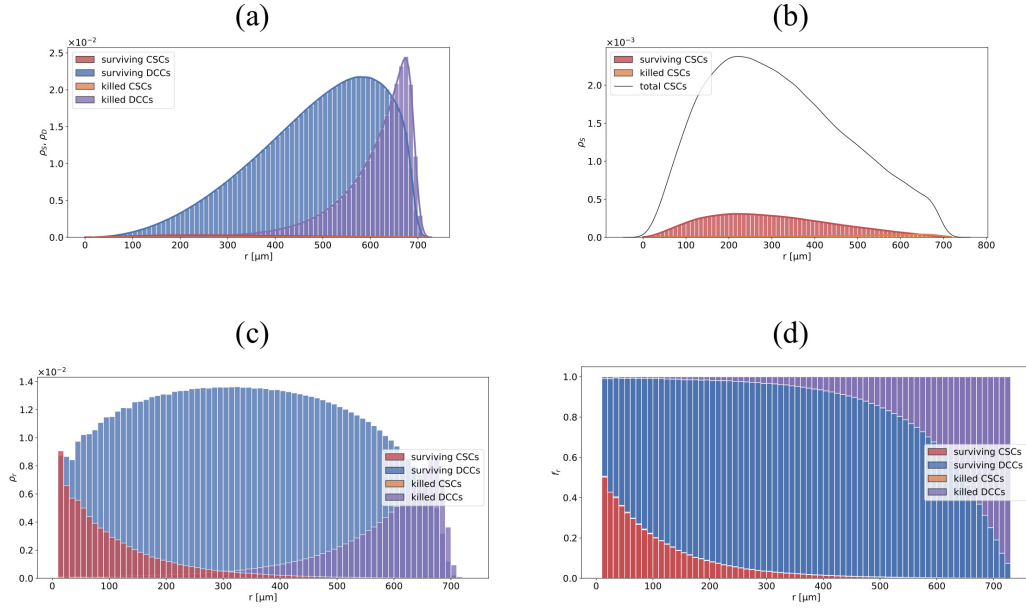 (a)
×10⁻²
2.5
2.0
1.5
1.0
0.5
0.0
ρS, ρD
surviving CSCs
surviving DCCs
killed CSCs
killed DCCs
0 100 200 300 400 500 600 700
r [μm]
(b)
×10⁻³
2.0
1.5
1.0
0.5
0.0
ρS
surviving CSCs
killed CSCs
total CSCs
0 100 200 300 400 500 600 700 800
r [μm]
(c)
×10⁻²
1.4
1.2
1.0
0.8
0.6
0.4
0.2
0.0
ρr
surviving CSCs
surviving DCCs
killed CSCs
killed DCCs
0 100 200 300 400 500 600 700
r [μm]
(d)
1.0
0.8
0.6
0.4
0.2
0.0
fr
surviving CSCs
surviving DCCs
killed CSCs
killed DCCs
0 100 200 300 400 500 600 700
r [μm]